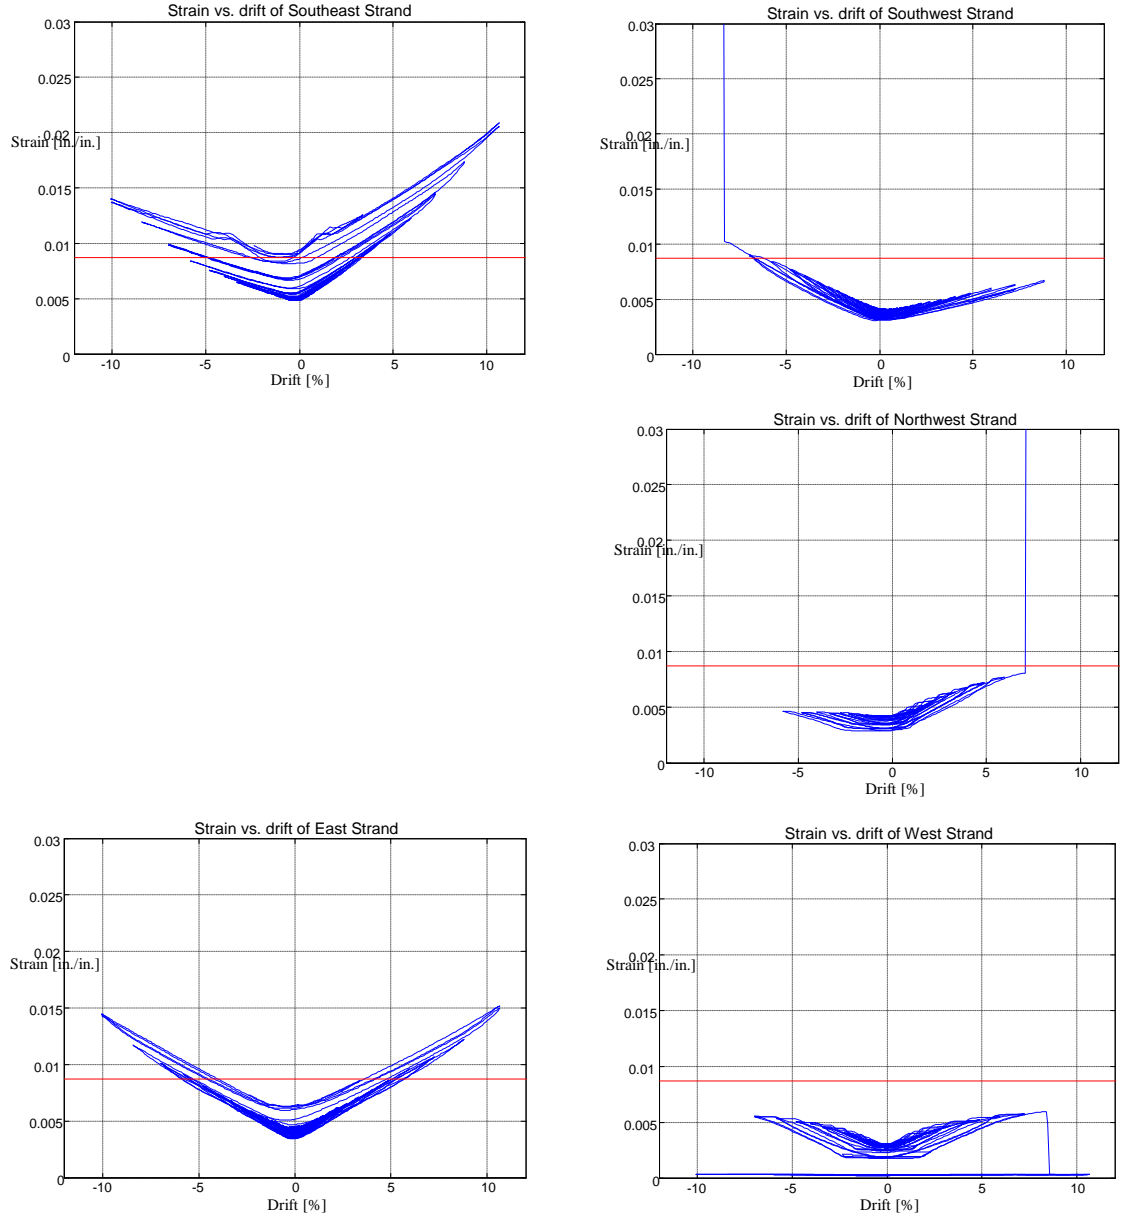 Strain vs. drift of Southeast Strand
0.03
0.025
0.02
Strain [in./in.]
0.015
0.01
0.005
0
-10 -5 0 5 10
Drift [%]
Strain vs. drift of Southwest Strand
0.03
0.025
0.02
Strain [in./in.]
0.015
0.01
0.005
0
-10 -5 0 5 10
Drift [%]
Strain vs. drift of Northwest Strand
0.03
0.025
0.02
Strain [in./in.]
0.015
0.01
0.005
0
-10 -5 0 5 10
Drift [%]
Strain vs. drift of East Strand
0.03
0.025
0.02
Strain [in./in.]
0.015
0.01
0.005
0
-10 -5 0 5 10
Drift [%]
Strain vs. drift of West Strand
0.03
0.025
0.02
Strain [in./in.]
0.015
0.01
0.005
0
-10 -5 0 5 10
Drift [%]